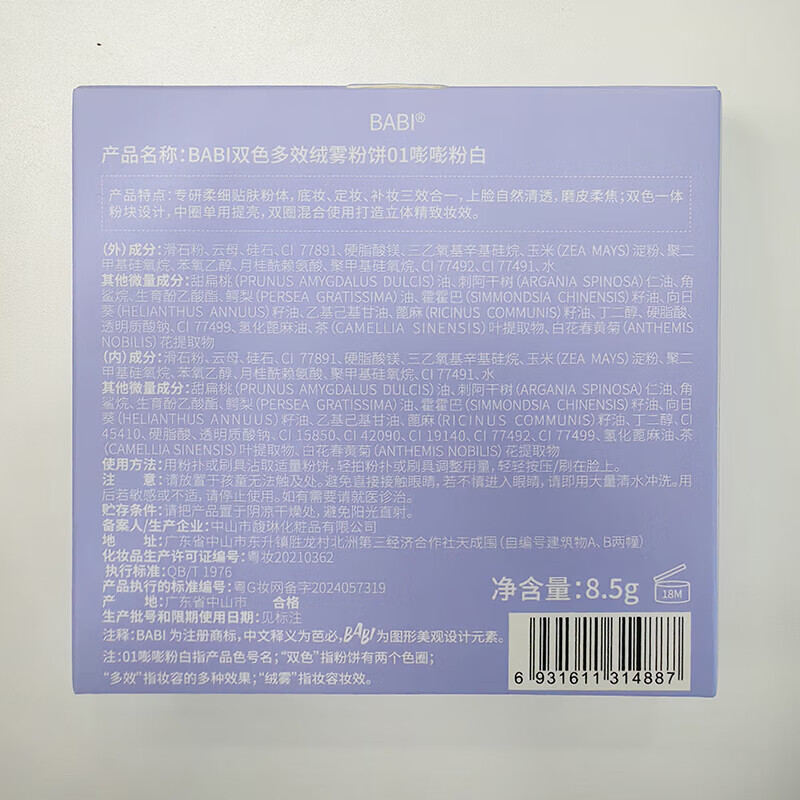 BABI®
产品名称：BABI双色多效绒雾粉饼01嘭嘭粉白
产品特点：专研柔细贴肤粉体，底妆、定妆、补妆三效合一，上脸自然清透，磨皮柔焦；双色一体
粉块设计，中圈单用提亮，双圈混合使用打造立体精致妆效。
（外）成分：滑石粉、云母、硅石、CI 77891、硬脂酸镁、三乙氧基辛基硅烷、玉米（ZEA MAYS）淀粉、聚二
甲基硅氧烷、苯氧乙醇、月桂酰赖氨酸、聚甲基硅氧烷、CI 77492、CI 77491、水
其他微量成分：甜扁桃（PRUNUS AMYGDALUS DULCIS）油、刺阿干树（ARGANIA SPINOSA）仁油、角
鲨烷、生育酚乙酸酯、鳄梨（PERSEA GRATISSIMA）油、霍霍巴（SIMMONDSIA CHINENSIS）籽油、向日
葵（HELIANTHUS ANNUUS）籽油、乙基己基甘油、蓖麻（RICINUS COMMUNIS）籽油、丁二醇、硬脂酸、
透明质酸钠、CI 77499、氢化蓖麻油、茶（CAMELLIA SINENSIS）叶提取物、白花春黄菊（ANTHEMIS
NOBILIS）花提取物
（内）成分：滑石粉、云母、硅石、CI 77891、硬脂酸镁、三乙氧基辛基硅烷、玉米（ZEA MAYS）淀粉、聚二
甲基硅氧烷、苯氧乙醇、月桂酰赖氨酸、聚甲基硅氧烷、CI 77491、水
其他微量成分：甜扁桃（PRUNUS AMYGDALUS DULCIS）油、刺阿干树（ARGANIA SPINOSA）仁油、角
鲨烷、生育酚乙酸酯、鳄梨（PERSEA GRATISSIMA）油、霍霍巴（SIMMONDSIA CHINENSIS）籽油、向日
葵（HELIANTHUS ANNUUS）籽油、乙基己基甘油、蓖麻（RICINUS COMMUNIS）籽油、丁二醇、CI
45410、硬脂酸、透明质酸钠、CI 15850、CI 42090、CI 19140、CI 77492、CI 77499、氢化蓖麻油、茶
（CAMELLIA SINENSIS）叶提取物、白花春黄菊（ANTHEMIS NOBILIS）花提取物
使用方法：用粉扑或刷具沾取适量粉饼，轻拍粉扑或刷具调整用量，轻轻按压/刷在脸上。
注 意：请放置于孩童无法触及处。避免直接接触眼睛，若不慎进入眼睛，请即用大量清水冲洗。用
后若敏感或不适，请停止使用。如有需要请就医诊治。
贮存条件：请把产品置于阴凉干燥处，避免阳光直射。
备案人/生产企业：中山市馥琳化粧品有限公司
地 址：广东省中山市东升镇胜龙村北洲第三经济合作社天成围（自编号建筑物A、B两幢）
化妆品生产许可证编号：粤妆20210362
执行标准：QB/T 1976
产品执行的标准编号：粤G妆网备字2024057319
产 地：广东省中山市 合格
生产批号和限期使用日期：见标注
注释：BABI 为注册商标，中文释义为芭必，BABI为图形美观设计元素。
注：01嘭嘭粉白指产品色号名；“双色”指粉饼有两个色圈；
“多效”指妆容的多种效果；“绒雾”指妆容妆效。
净含量：8.5g
18M
6 931611 314887